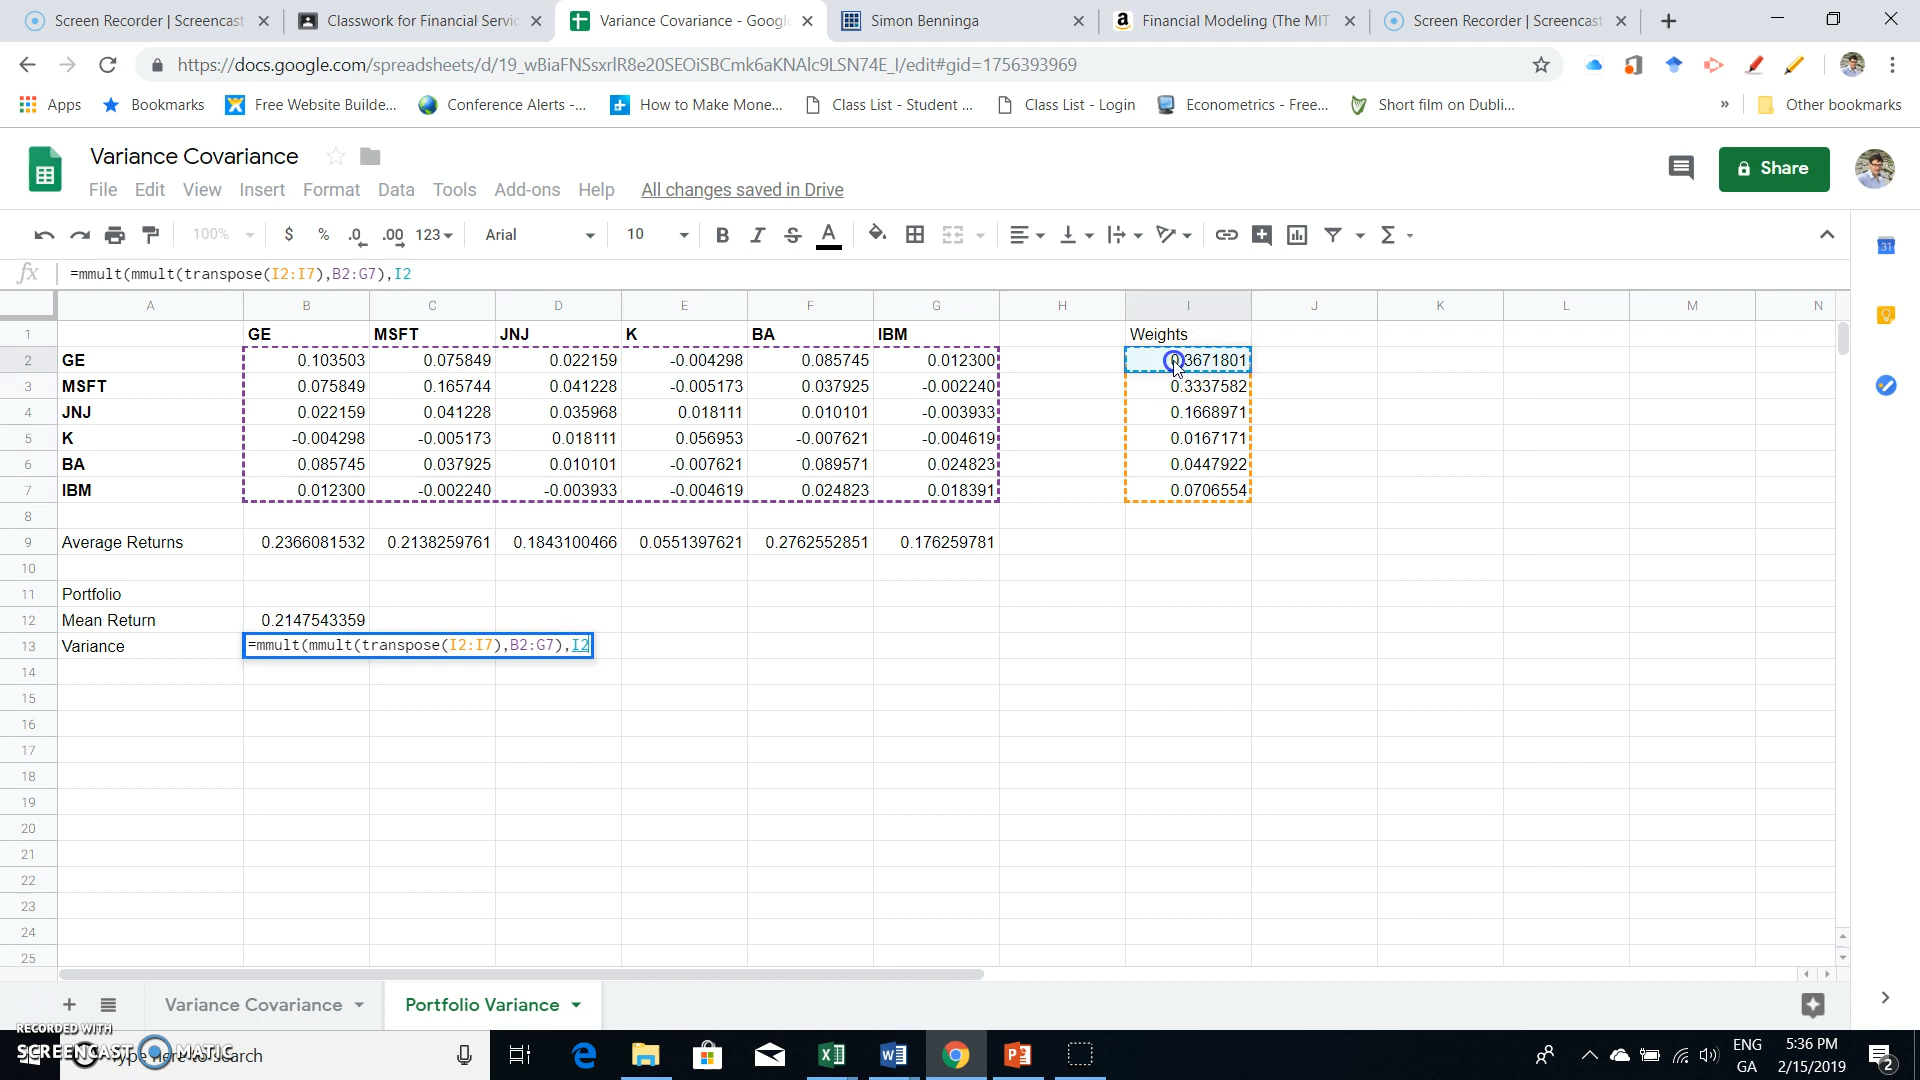 Screen Recorder | Screencast
Classwork for Financial Servic
Variance Covariance - Google
Simon Benninga
Financial Modeling (The MIT
Screen Recorder | Screencast
https://docs.google.com/spreadsheets/d/19_wBiaFNSsxrlR8e20SEOiSBCmk6aKNAlc9LSN74E_I/edit#gid=1756393969
Apps Bookmarks Free Website Builde... Conference Alerts -... How to Make Mone... Class List - Student ... Class List - Login Econometrics - Free... Short film on Dubli... » Other bookmarks
Variance Covariance
Share
File Edit View Insert Format Data Tools Add-ons Help All changes saved in Drive
100% $ % .0 .00 123 Arial 10 B I S A Σ
31
fx =mmult(mmult(transpose(I2:I7),B2:G7),I2
A B C D E F G H I J K L M N
1 GE MSFT JNJ K BA IBM Weights
2 GE 0.103503 0.075849 0.022159 -0.004298 0.085745 0.012300 0.3671801
3 MSFT 0.075849 0.165744 0.041228 -0.005173 0.037925 -0.002240 0.3337582
4 JNJ 0.022159 0.041228 0.035968 0.018111 0.010101 -0.003933 0.1668971
5 K -0.004298 -0.005173 0.018111 0.056953 -0.007621 -0.004619 0.0167171
6 BA 0.085745 0.037925 0.010101 -0.007621 0.089571 0.024823 0.0447922
7 IBM 0.012300 -0.002240 -0.003933 -0.004619 0.024823 0.018391 0.0706554
8
9 Average Returns 0.2366081532 0.2138259761 0.1843100466 0.0551397621 0.2762552851 0.176259781
10
11 Portfolio
12 Mean Return 0.2147543359
13 Variance =mmult(mmult(transpose(I2:I7),B2:G7),I2
14
15
16
17
18
19
20
21
22
23
24
25
Variance Covariance
Portfolio Variance
RECORDED WITH
SCREENCAST MATIC
Type here to search
ENG
GA
5:36 PM
2/15/2019
2